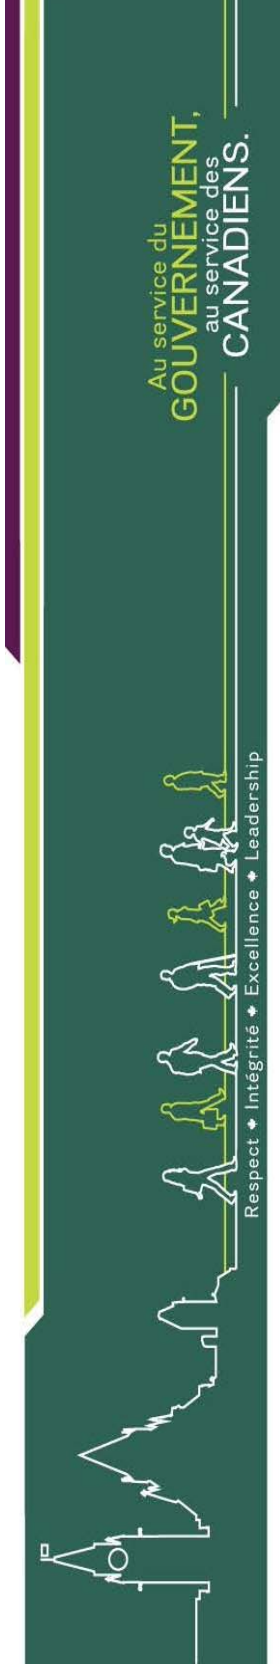 Au service du
GOUVERNEMENT,
au service des
CANADIENS.
Respect ♦ Intégrité ♦ Excellence ♦ Leadership